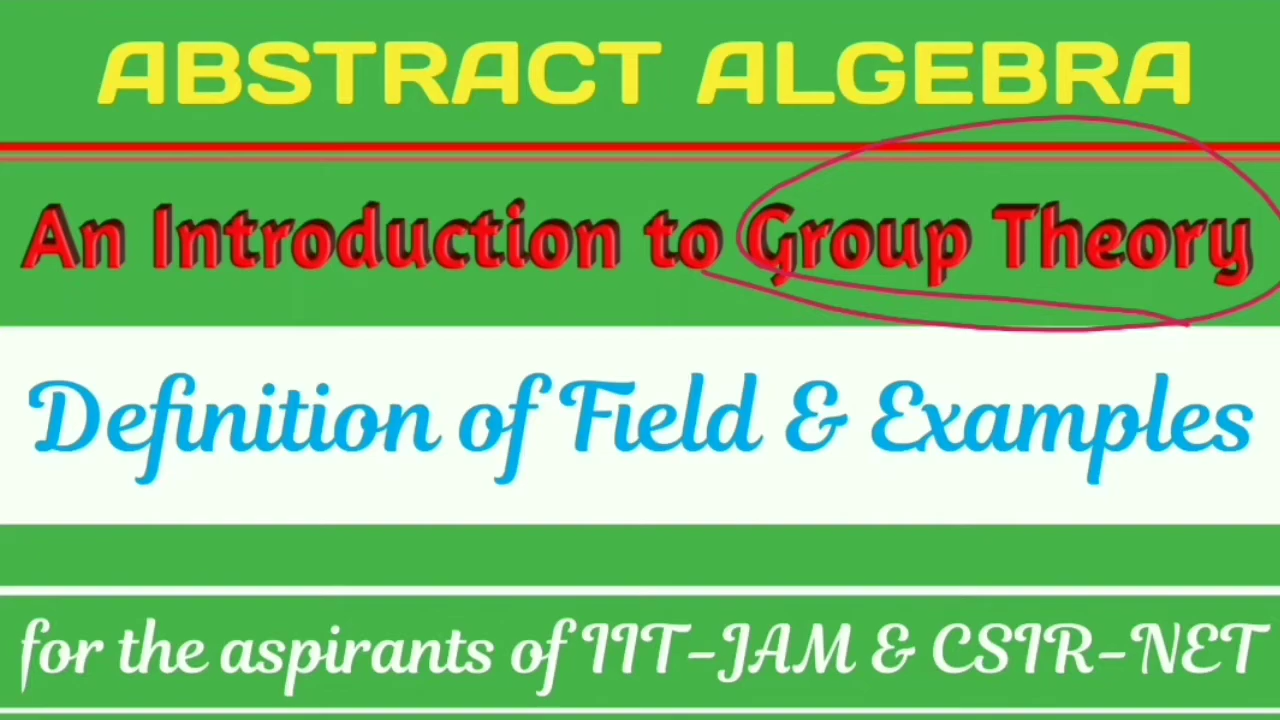 ABSTRACT ALGEBRA
An Introduction to Group Theory
Definition of Field & Examples
for the aspirants of IIT-JAM & CSIR-NET